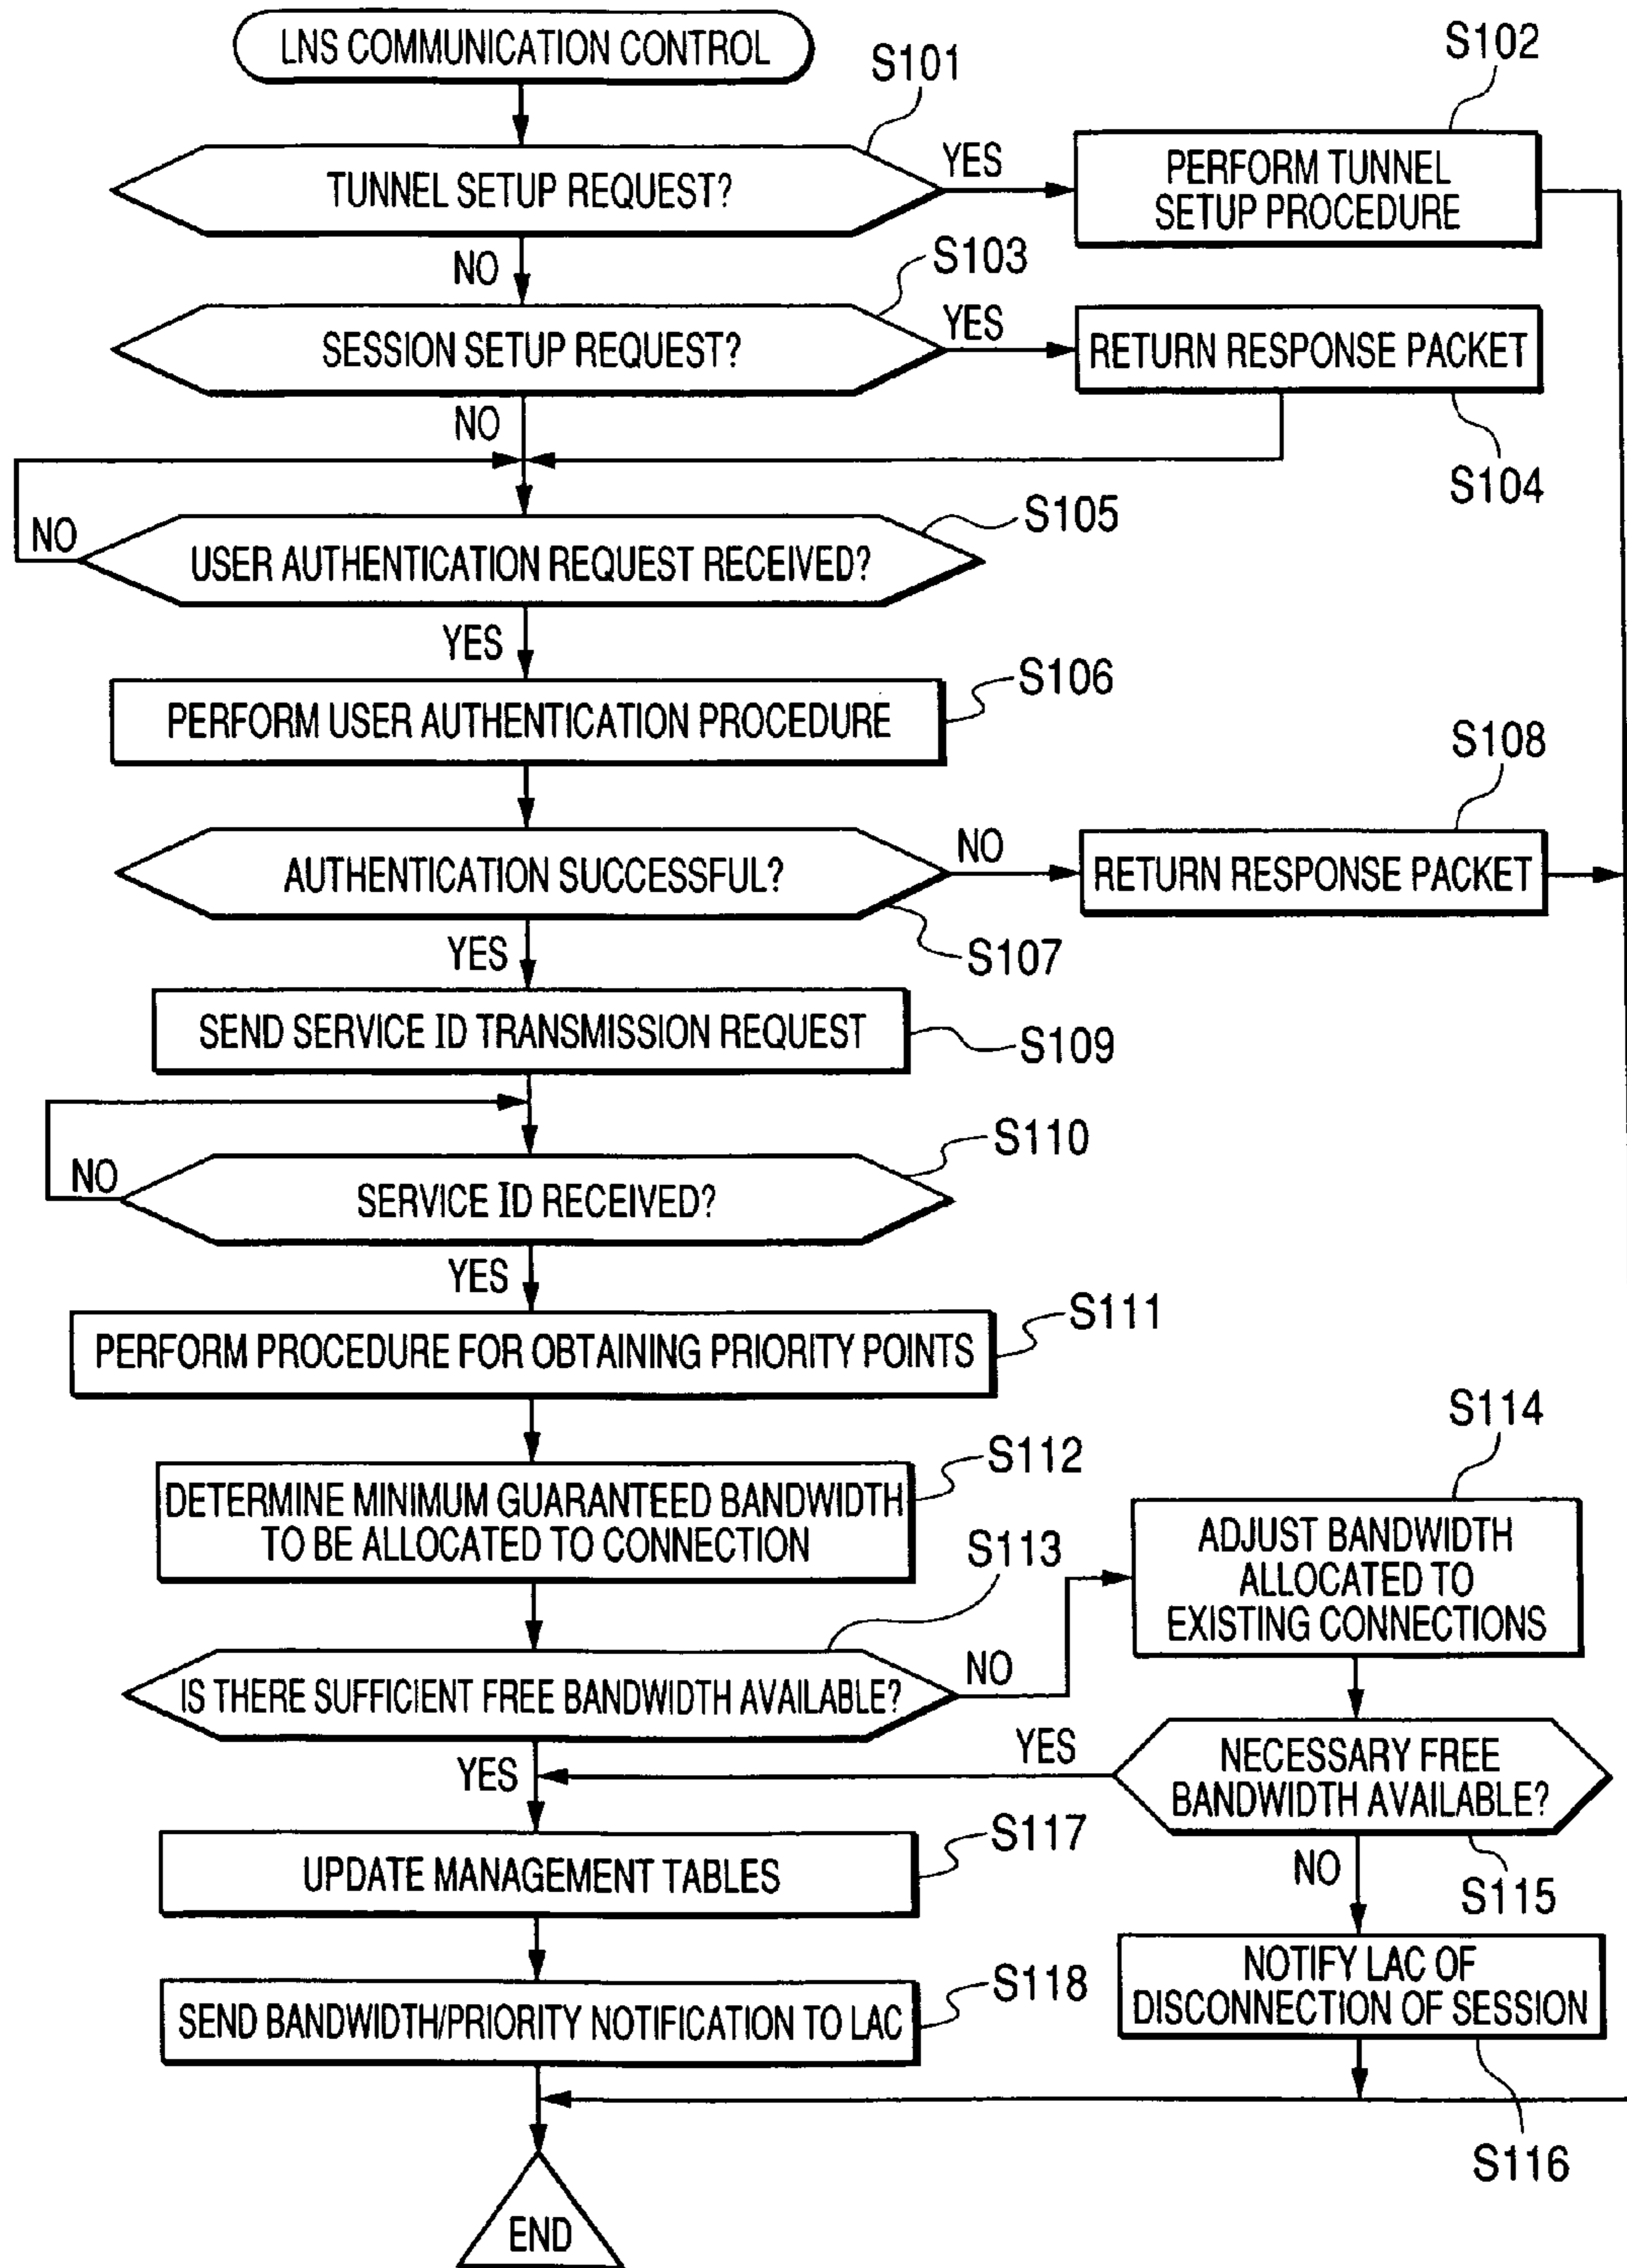 LNS COMMUNICATION CONTROL
S101
S102
TUNNEL SETUP REQUEST?
YES
PERFORM TUNNEL
SETUP PROCEDURE
NO
S103
SESSION SETUP REQUEST?
YES
RETURN RESPONSE PACKET
NO
S104
S105
NO
USER AUTHENTICATION REQUEST RECEIVED?
YES
S106
PERFORM USER AUTHENTICATION PROCEDURE
S108
AUTHENTICATION SUCCESSFUL?
NO
RETURN RESPONSE PACKET
YES
S107
SEND SERVICE ID TRANSMISSION REQUEST
S109
S110
NO
SERVICE ID RECEIVED?
YES
S111
PERFORM PROCEDURE FOR OBTAINING PRIORITY POINTS
S114
S112
DETERMINE MINIMUM GUARANTEED BANDWIDTH
TO BE ALLOCATED TO CONNECTION
S113
ADJUST BANDWIDTH
ALLOCATED TO
EXISTING CONNECTIONS
IS THERE SUFFICIENT FREE BANDWIDTH AVAILABLE?
NO
YES
YES
NECESSARY FREE
BANDWIDTH AVAILABLE?
S117
UPDATE MANAGEMENT TABLES
NO
S115
S118
SEND BANDWIDTH/PRIORITY NOTIFICATION TO LAC
NOTIFY LAC OF
DISCONNECTION OF SESSION
S116
END